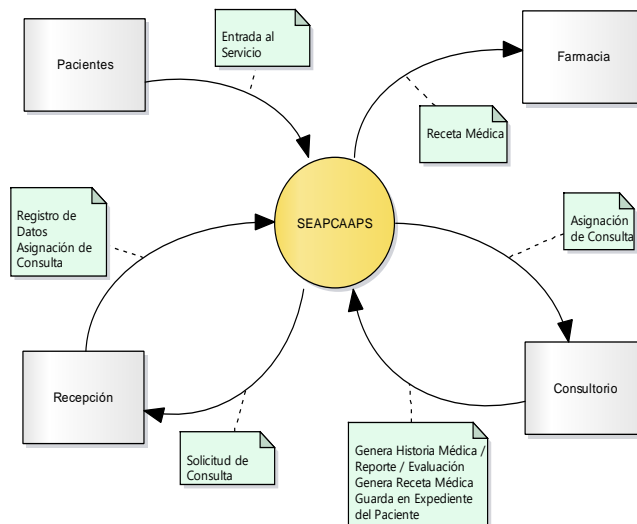 Pacientes
Entrada al
Servicio
Farmacia
Receta Médica
Registro de
Datos
Asignación de
Consulta
SEAPCAAPS
Asignación
de Consulta
Recepción
Consultorio
Solicitud de
Consulta
Genera Historia Médica /
Reporte / Evaluación
Genera Receta Médica
Guarda en Expediente
del Paciente